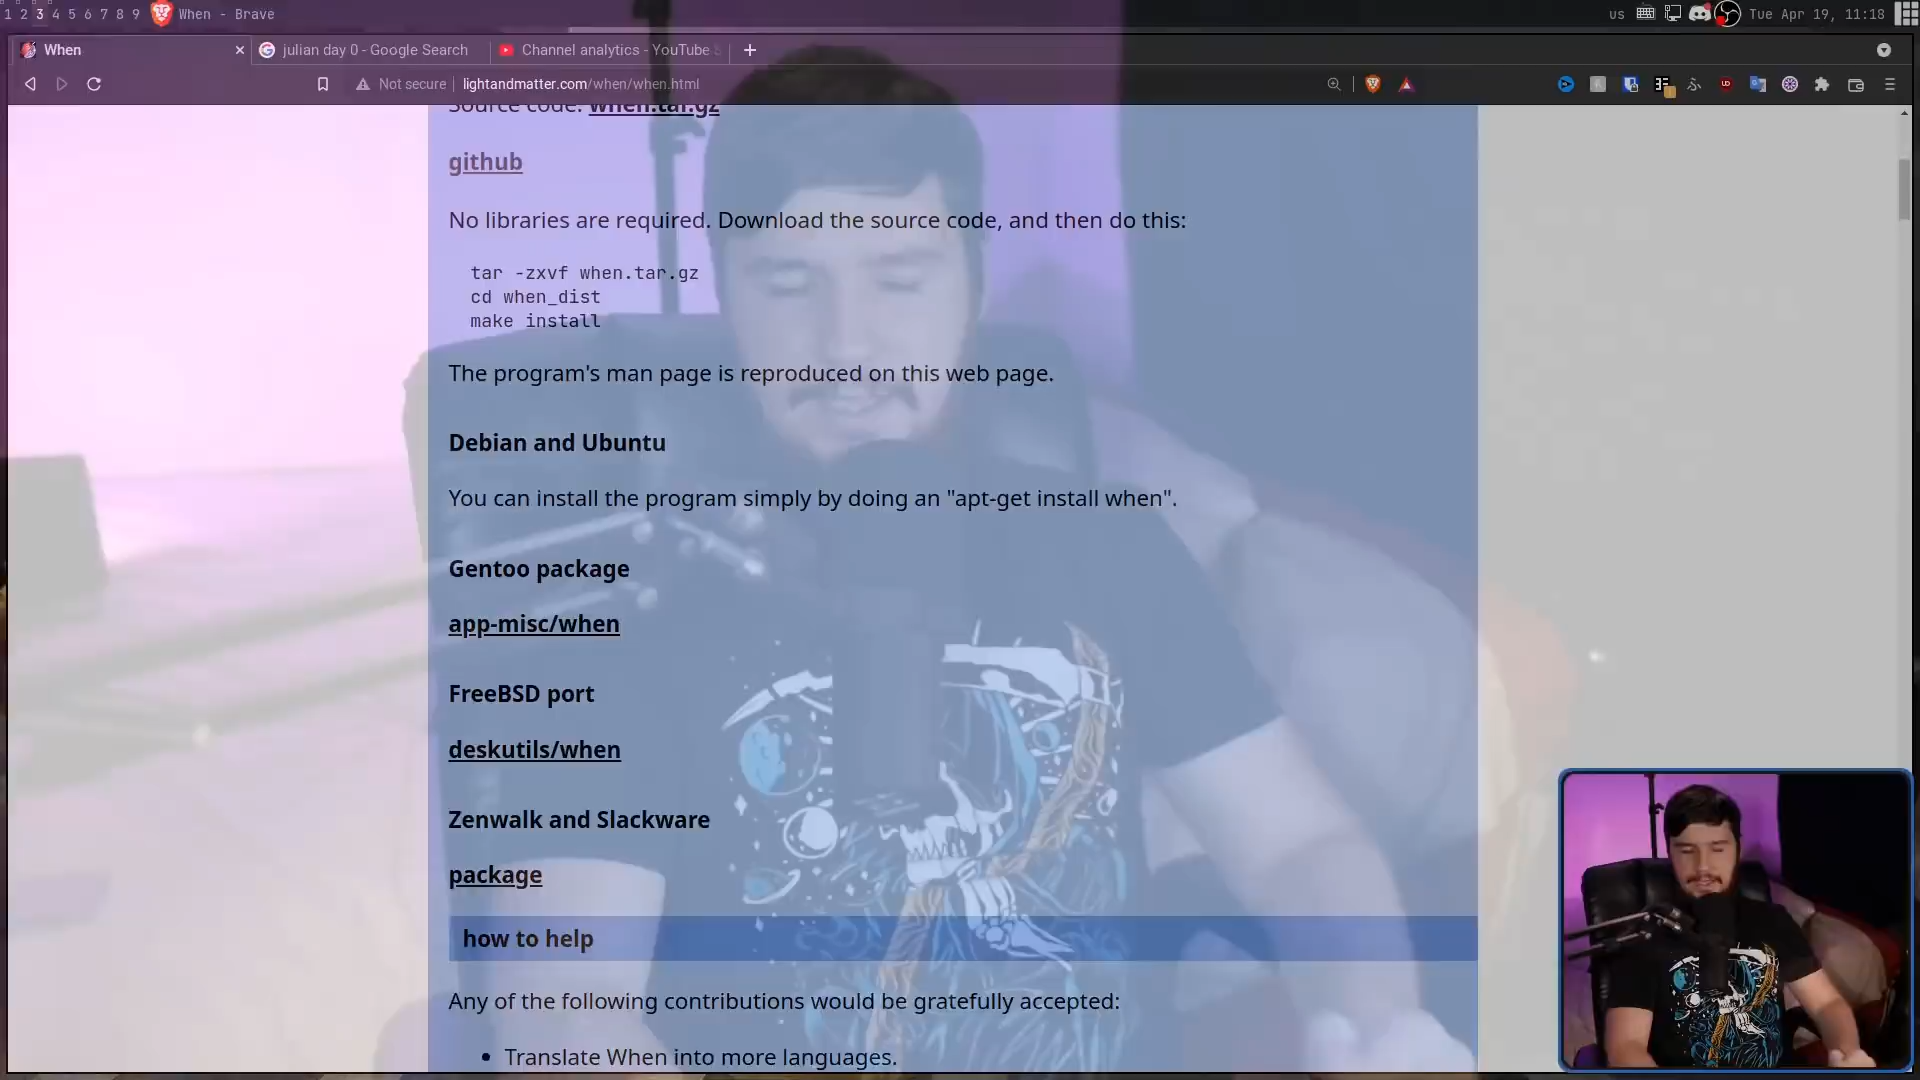 1 2 3 4 5 6 7 8 9 When - Brave us Tue Apr 19, 11:18
When julian day 0 - Google Search Channel analytics - YouTube S
Not secure lightandmatter.com/when/when.html
Source code: when.tar.gz
github
No libraries are required. Download the source code, and then do this:
tar -zxvf when.tar.gz
cd when_dist
make install
The program's man page is reproduced on this web page.
Debian and Ubuntu
You can install the program simply by doing an "apt-get install when".
Gentoo package
app-misc/when
FreeBSD port
deskutils/when
Zenwalk and Slackware
package
how to help
Any of the following contributions would be gratefully accepted:
• Translate When into more languages.